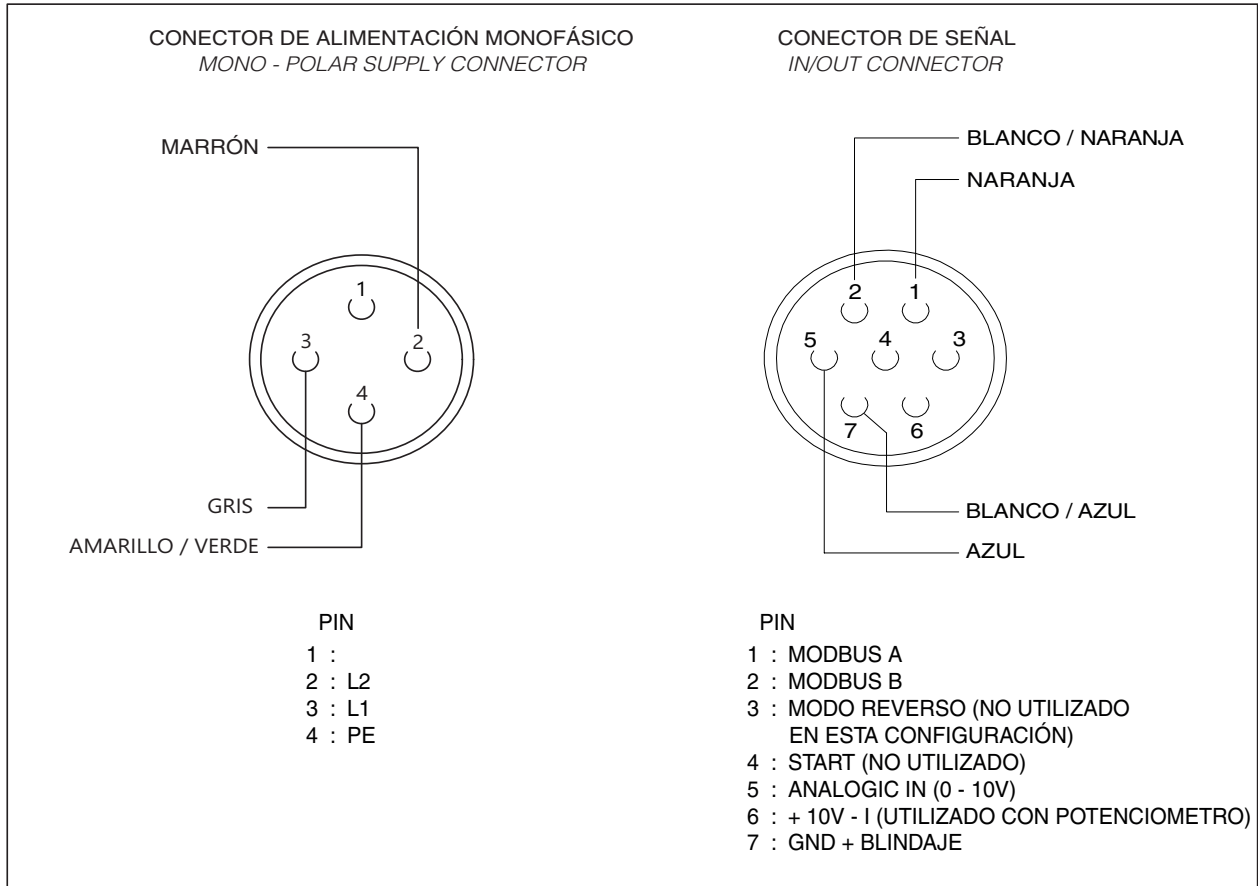 CONECTOR DE ALIMENTACIÓN MONOFÁSICO
MONO - POLAR SUPPLY CONNECTOR
MARRÓN
1
3
2
4
GRIS
AMARILLO / VERDE
PIN
1 :
2 : L2
3 : L1
4 : PE
CONECTOR DE SEÑAL
IN/OUT CONNECTOR
BLANCO / NARANJA
NARANJA
2
1
5
4
3
7
6
BLANCO / AZUL
AZUL
PIN
1 : MODBUS A
2 : MODBUS B
3 : MODO REVERSO (NO UTILIZADO
EN ESTA CONFIGURACIÓN)
4 : START (NO UTILIZADO)
5 : ANALOGIC IN (0 - 10V)
6 : + 10V - I (UTILIZADO CON POTENCIOMETRO)
7 : GND + BLINDAJE